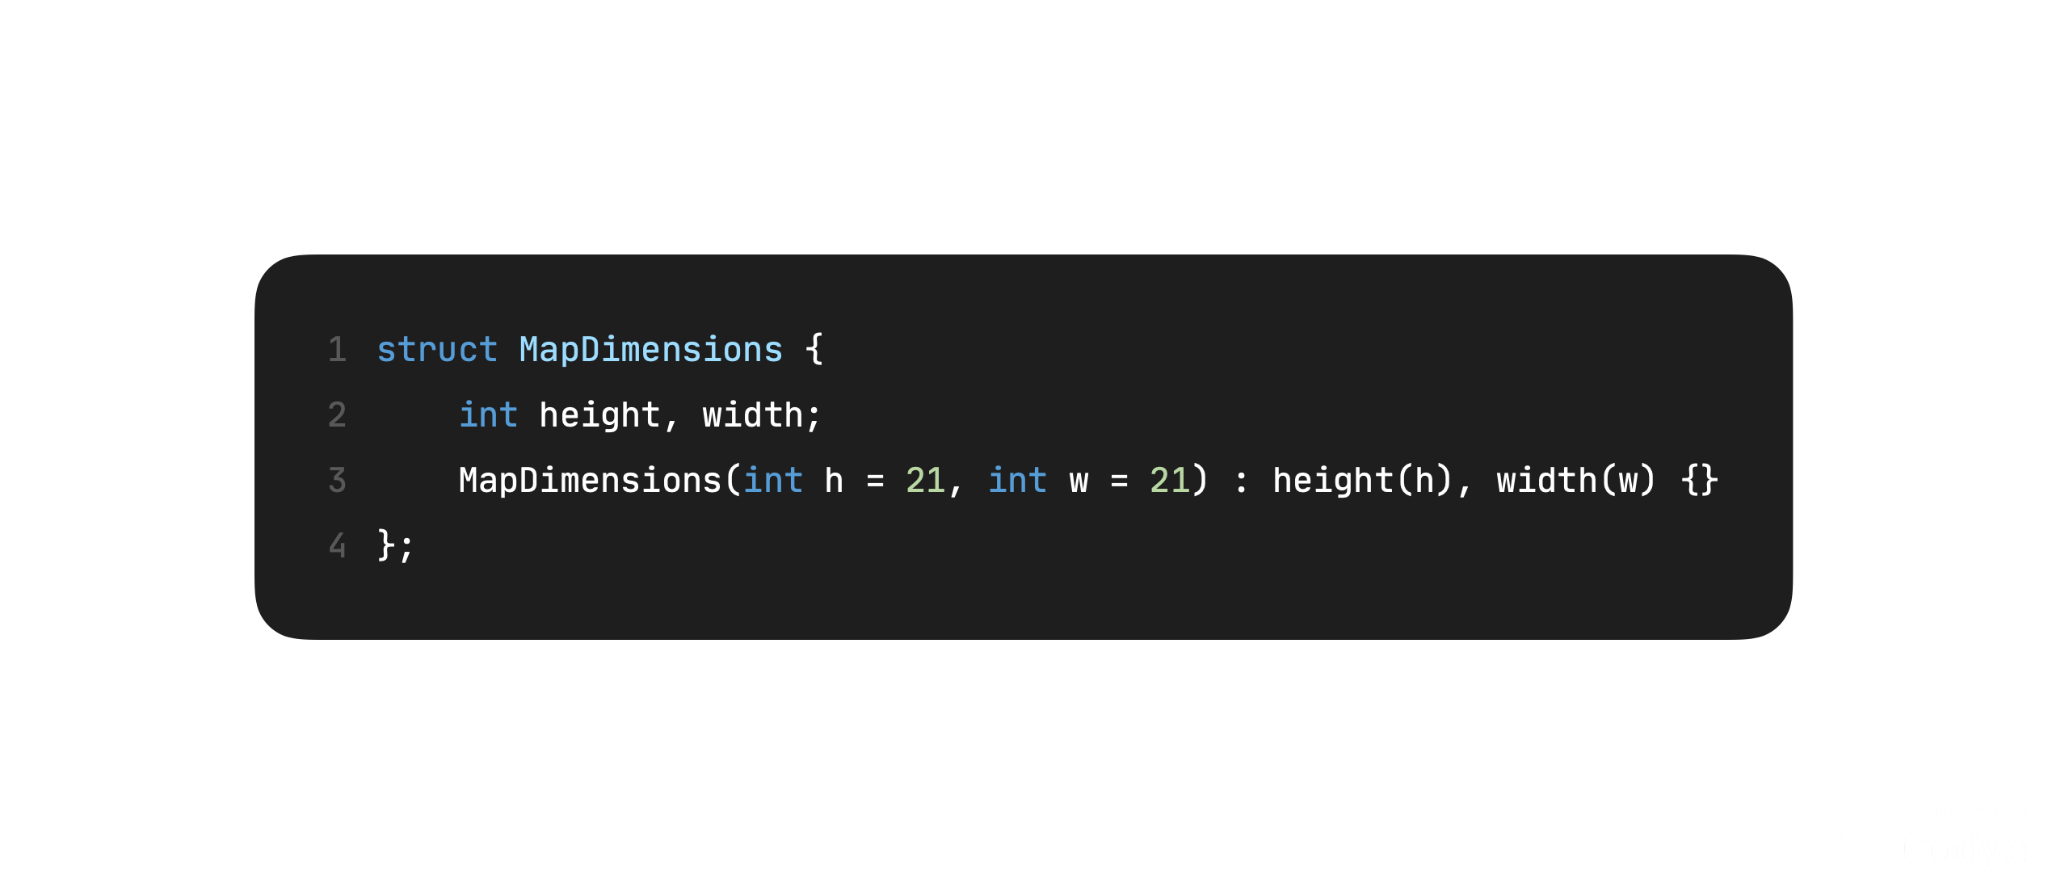 1 struct MapDimensions {
2     int height, width;
3     MapDimensions(int h = 21, int w = 21) : height(h), width(w) {}
4 };